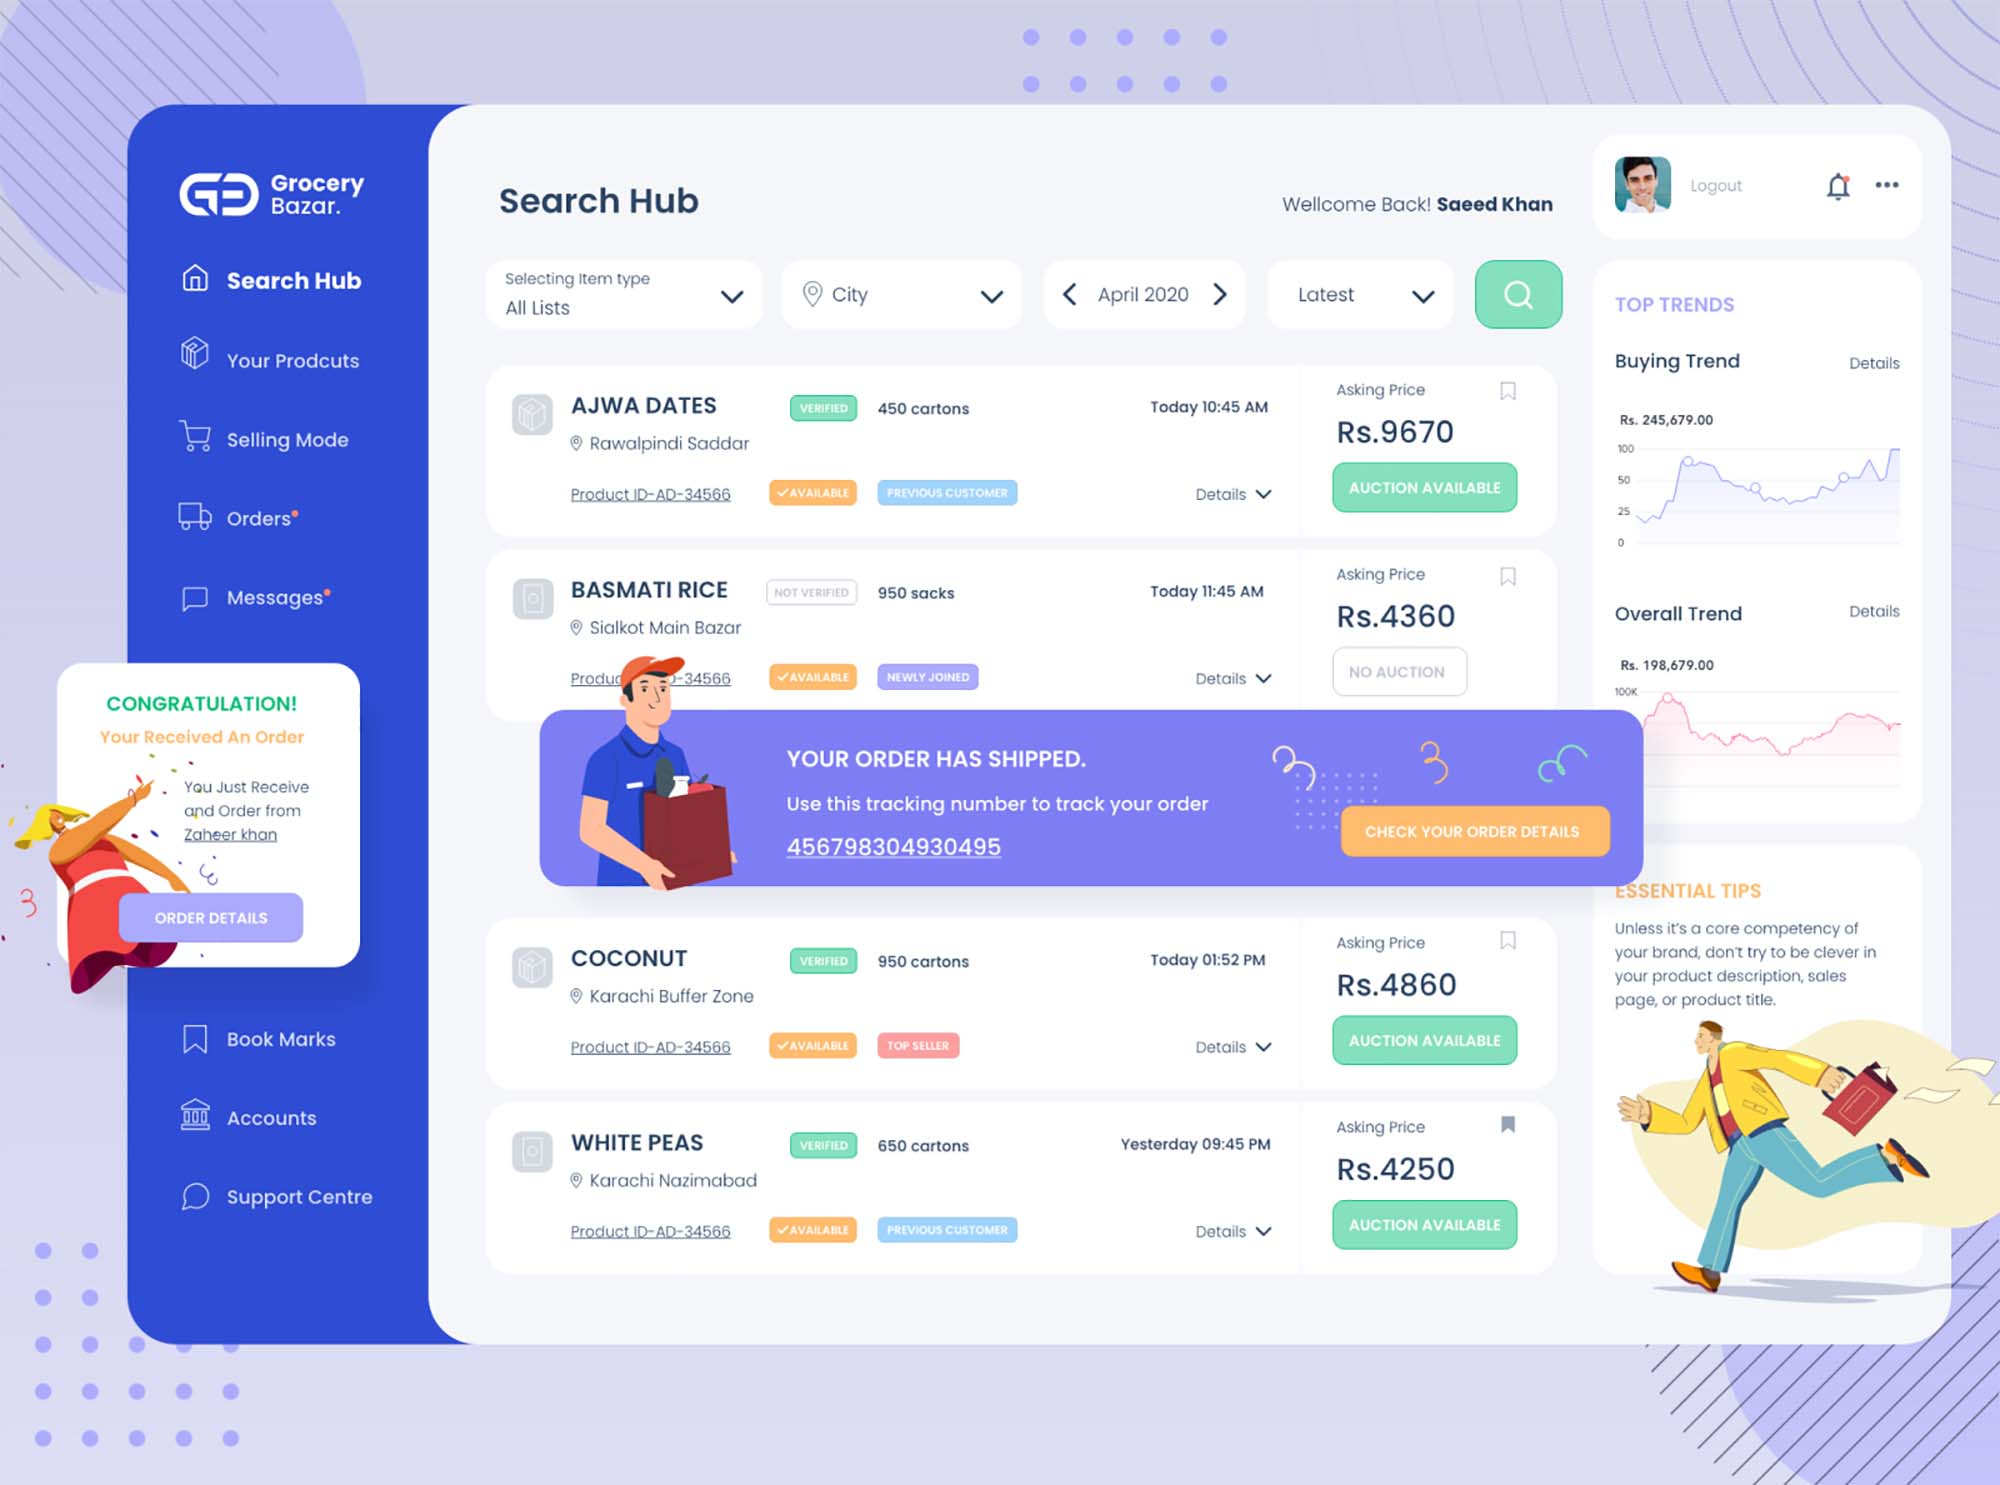 Grocery
Bazar.
Search Hub
Your Prodcuts
Selling Mode
Orders
Messages
CONGRATULATION!
Your Received An Order
You Just Receive
and Order from
Zaheer khan
ORDER DETAILS
Book Marks
Accounts
Support Centre
Search Hub
Wellcome Back! Saeed Khan
Logout
Selecting Item type
All Lists
City
April 2020
Latest
AJWA DATES
VERIFIED
450 cartons
Today 10:45 AM
Rawalpindi Saddar
Product ID-AD-34566
AVAILABLE
PREVIOUS CUSTOMER
Details
Asking Price
Rs.9670
AUCTION AVAILABLE
BASMATI RICE
NOT VERIFIED
950 sacks
Today 11:45 AM
Sialkot Main Bazar
Produc D-34566
AVAILABLE
NEWLY JOINED
Details
Asking Price
Rs.4360
NO AUCTION
YOUR ORDER HAS SHIPPED.
Use this tracking number to track your order
456798304930495
CHECK YOUR ORDER DETAILS
COCONUT
VERIFIED
950 cartons
Today 01:52 PM
Karachi Buffer Zone
Product ID-AD-34566
AVAILABLE
TOP SELLER
Details
Asking Price
Rs.4860
AUCTION AVAILABLE
WHITE PEAS
VERIFIED
650 cartons
Yesterday 09:45 PM
Karachi Nazimabad
Product ID-AD-34566
AVAILABLE
PREVIOUS CUSTOMER
Details
Asking Price
Rs.4250
AUCTION AVAILABLE
TOP TRENDS
Buying Trend
Details
Rs. 245,679.00
100
50
25
0
Overall Trend
Details
Rs. 198,679.00
100K
ESSENTIAL TIPS
Unless it's a core competency of
your brand, don't try to be clever in
your product description, sales
page, or product title.